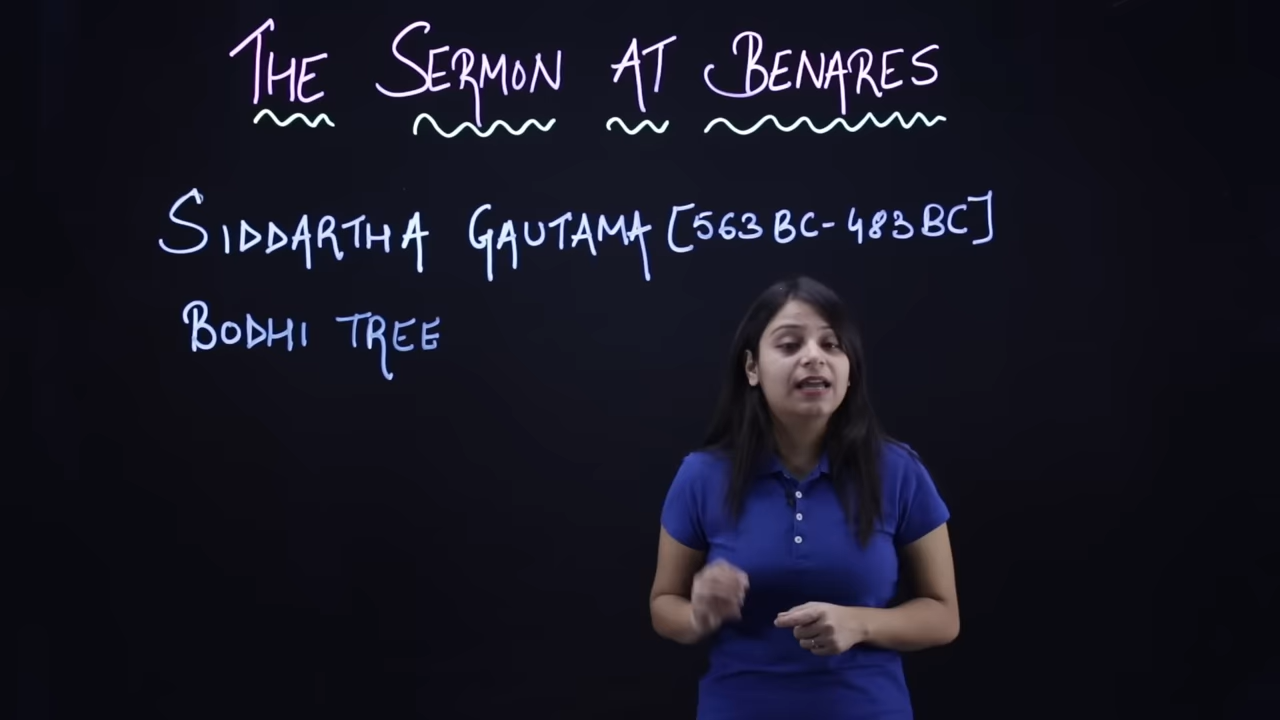 THE SERMON AT BENARES
SIDDARTHA GAUTAMA [563 BC - 483 BC]
BODHI TREE